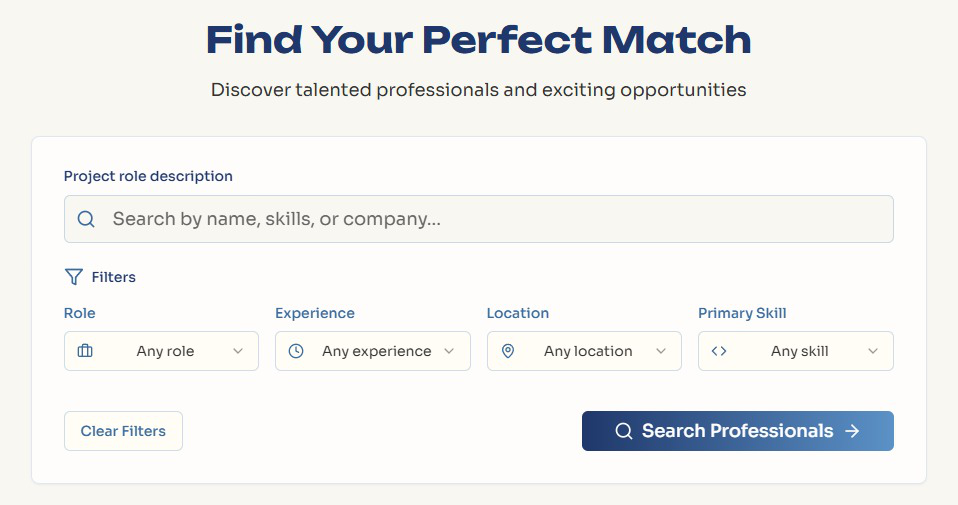 Find Your Perfect Match
Discover talented professionals and exciting opportunities
Project role description
Search by name, skills, or company...
Filters
Role
Experience
Location
Primary Skill
Any role
Any experience
Any location
Any skill
Clear Filters
Search Professionals